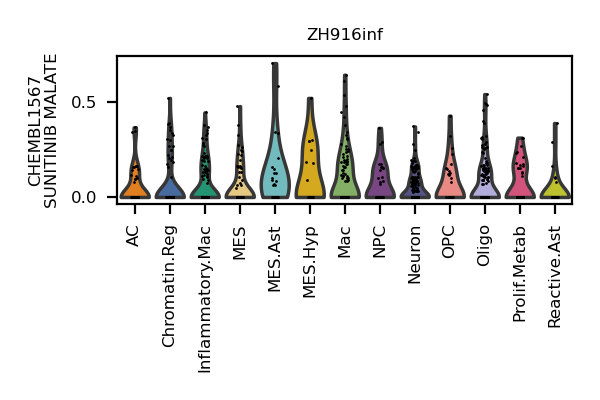 ZH916inf
CHEMBL1567
SUNITINIB MALATE
0.5
0.0
AC
Chromatin.Reg
Inflammatory.Mac
MES
MES.Ast
MES.Hyp
Mac
NPC
Neuron
OPC
Oligo
Prolif.Metab
Reactive.Ast